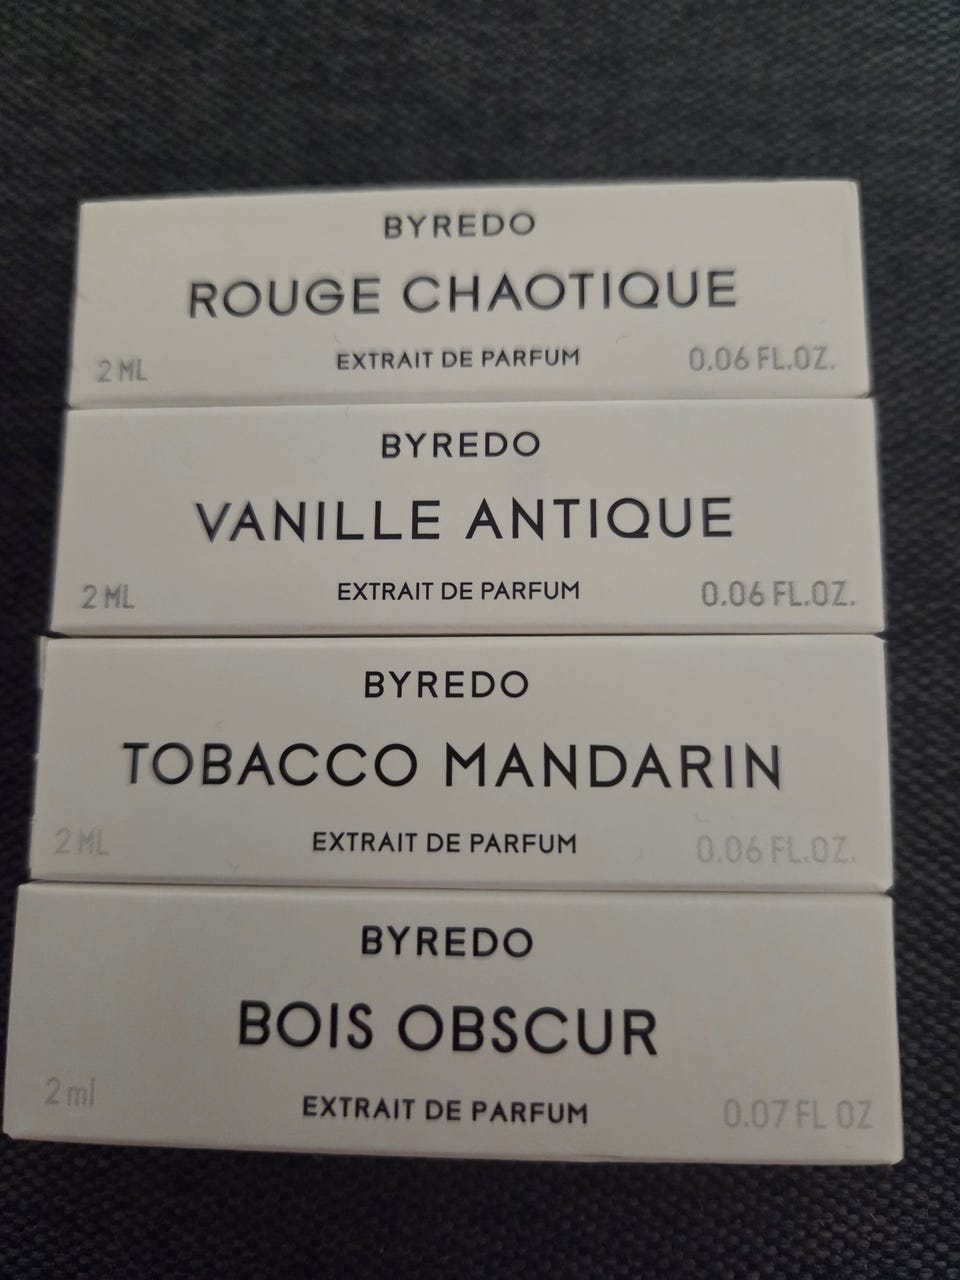 BYREDO
ROUGE CHAOTIQUE
2 ML EXTRAIT DE PARFUM 0.06 FL.OZ.
BYREDO
VANILLE ANTIQUE
2 ML EXTRAIT DE PARFUM 0.06 FL.OZ.
BYREDO
TOBACCO MANDARIN
2 ML EXTRAIT DE PARFUM 0.06 FL.OZ.
BYREDO
BOIS OBSCUR
2 ml EXTRAIT DE PARFUM 0.07 FL OZ